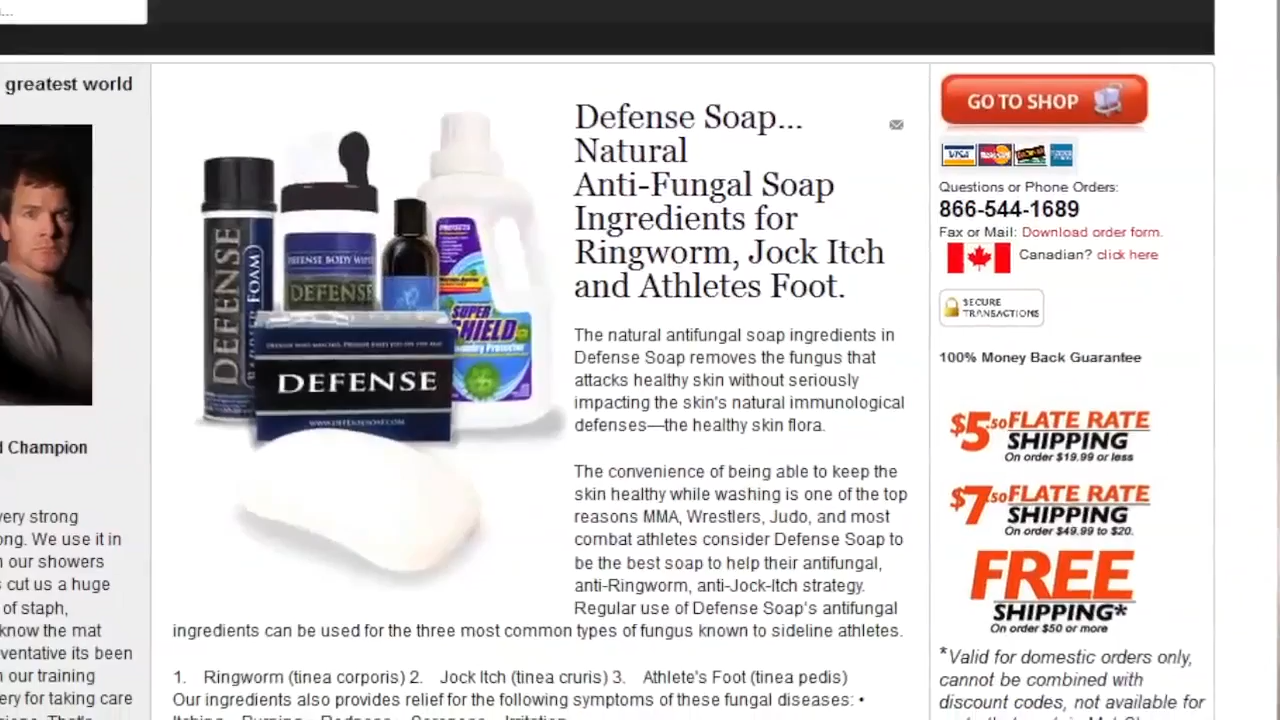 greatest world
d Champion
very strong
ong. We use it in
n our showers
s cut us a huge
of staph,
know the mat
ventative its been
n our training
ery for taking care
DEFENSE
FOAM
DEFENSE BODY WIPES
DEFENSE
SUPER
SHIELD
DEFENSE
WWW.DEFENSESOAP.COM
Defense Soap...
Natural
Anti-Fungal Soap
Ingredients for
Ringworm, Jock Itch
and Athletes Foot.
The natural antifungal soap ingredients in
Defense Soap removes the fungus that
attacks healthy skin without seriously
impacting the skin's natural immunological
defenses—the healthy skin flora.
The convenience of being able to keep the
skin healthy while washing is one of the top
reasons MMA, Wrestlers, Judo, and most
combat athletes consider Defense Soap to
be the best soap to help their antifungal,
anti-Ringworm, anti-Jock-Itch strategy.
Regular use of Defense Soap's antifungal
ingredients can be used for the three most common types of fungus known to sideline athletes.
1. Ringworm (tinea corporis) 2. Jock Itch (tinea cruris) 3. Athlete's Foot (tinea pedis)
Our ingredients also provides relief for the following symptoms of these fungal diseases: •
GO TO SHOP
VISA
Questions or Phone Orders:
866-544-1689
Fax or Mail: Download order form.
Canadian? click here
SECURE
TRANSACTIONS
100% Money Back Guarantee
$5.50 FLATE RATE
SHIPPING
On order $19.99 or less
$7.50 FLATE RATE
SHIPPING
On order $49.99 to $20.
FREE
SHIPPING*
On order $50 or more
*Valid for domestic orders only,
cannot be combined with
discount codes, not available for